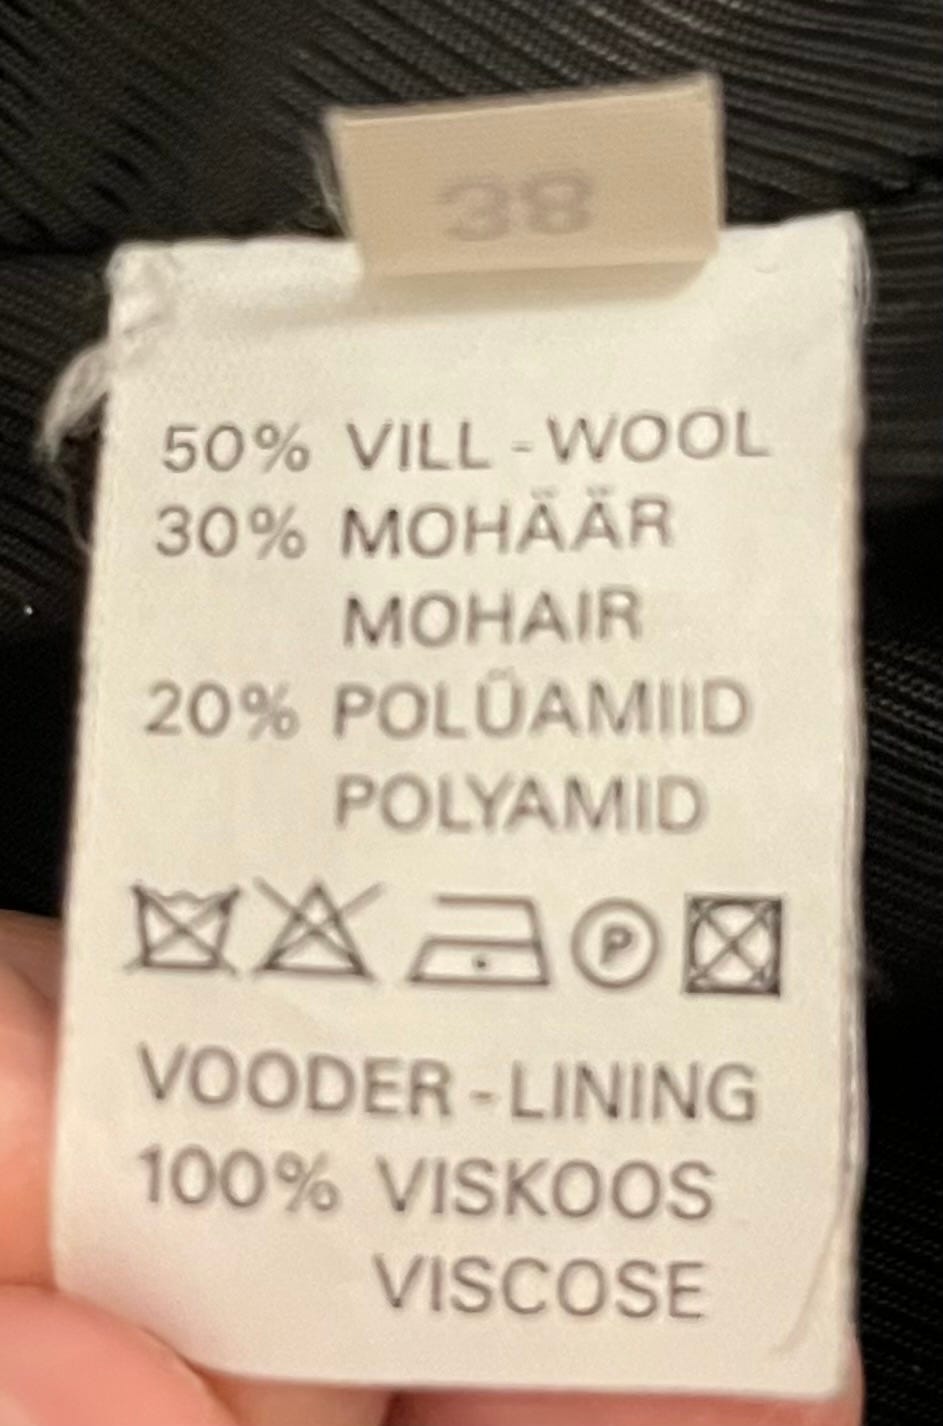 38
50% VILL - WOOL
30% MOHÄÄR
MOHAIR
20% POLÜAMIID
POLYAMID
P
VOODER - LINING
100% VISKOOS
VISCOSE